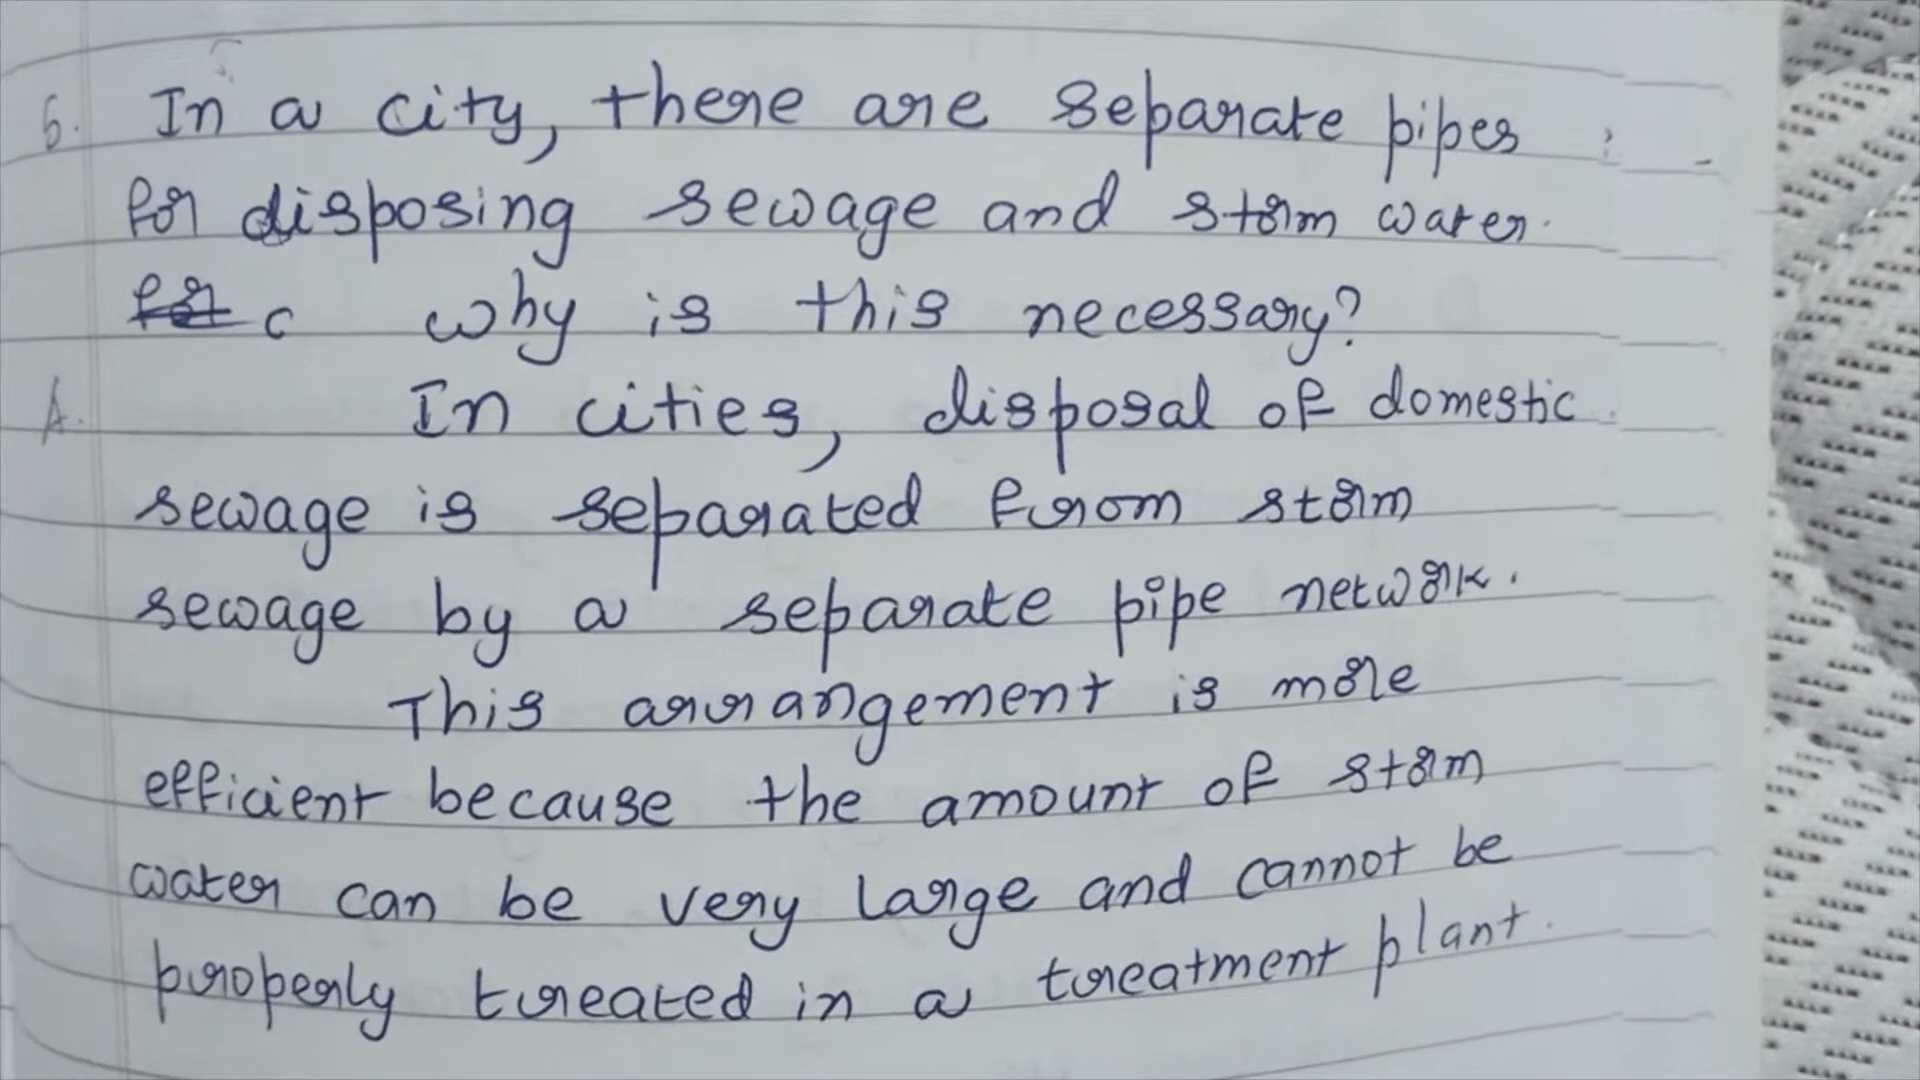 6. In a city, there are separate pipes
for disposing sewage and storm water.
for c why is this necessary?
A. In cities, disposal of domestic
sewage is separated from storm
sewage by a separate pipe network.
This arrangement is more
efficient because the amount of storm
water can be very large and cannot be
properly treated in a treatment plant.